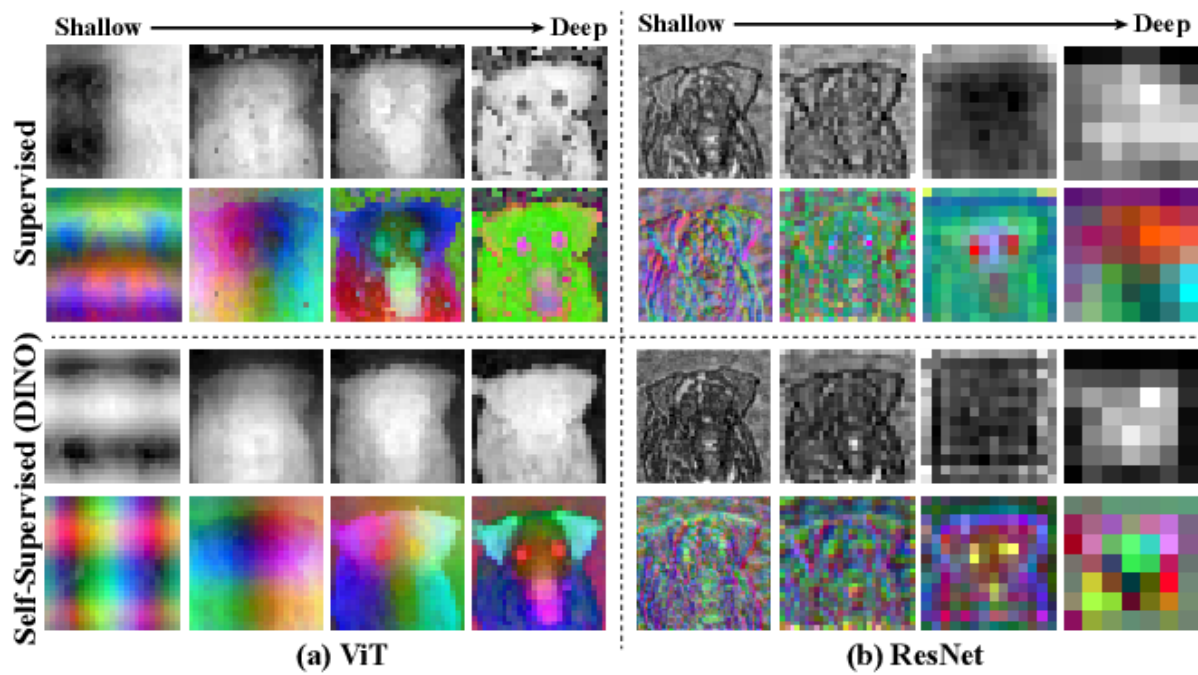 Shallow Deep
Shallow Deep
Supervised
Self-Supervised (DINO)
(a) ViT
(b) ResNet